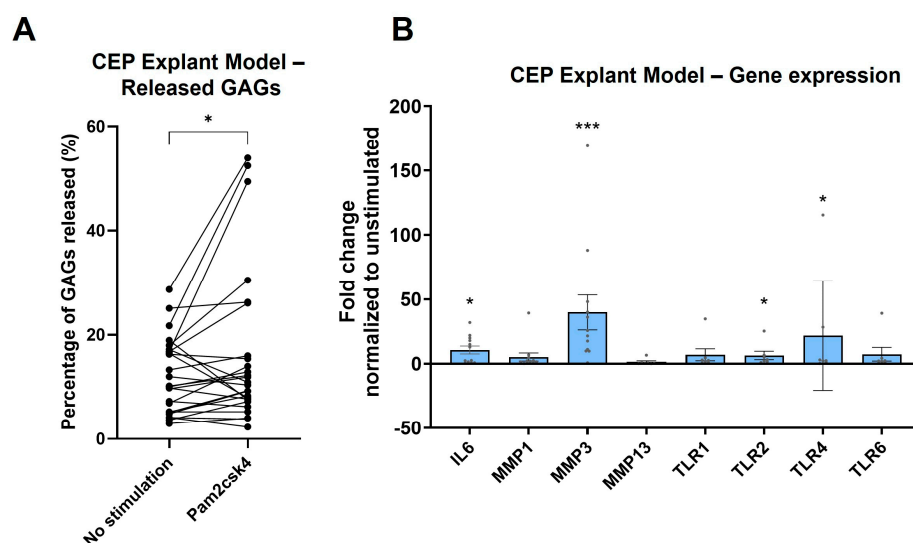 A
CEP Explant Model –
Released GAGs
Percentage of GAGs released (%)
60
40
20
0
*
No stimulation
Pam2csk4
B
CEP Explant Model – Gene expression
Fold change
normalized to unstimulated
200
150
100
50
0
-50
*
***
*
*
IL6
MMP1
MMP3
MMP13
TLR1
TLR2
TLR4
TLR6